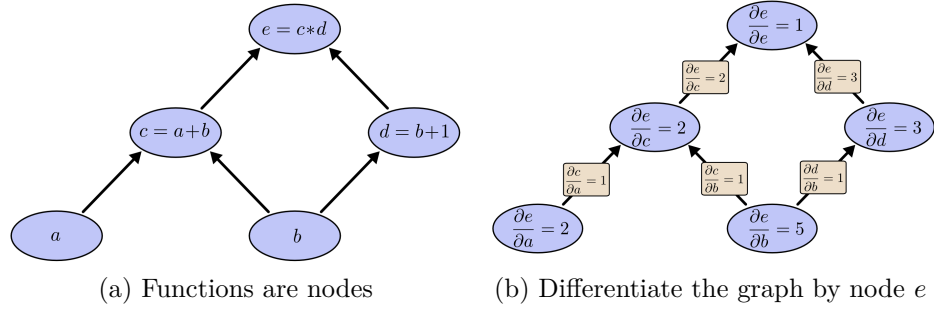 e = c*d
c = a+b
d = b+1
a
b
(a) Functions are nodes
∂e/∂e = 1
∂e/∂c = 2
∂e/∂d = 3
∂e/∂c = 2
∂e/∂d = 3
∂c/∂a = 1
∂c/∂b = 1
∂d/∂b = 1
∂e/∂a = 2
∂e/∂b = 5
(b) Differentiate the graph by node e